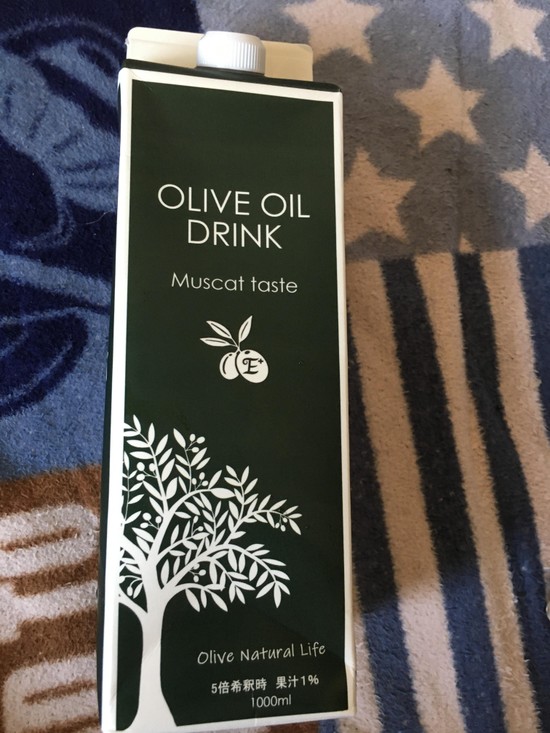 OLIVE OIL
DRINK
Muscat taste
E+
Olive Natural Life
5倍希釈時 果汁1%
1000ml